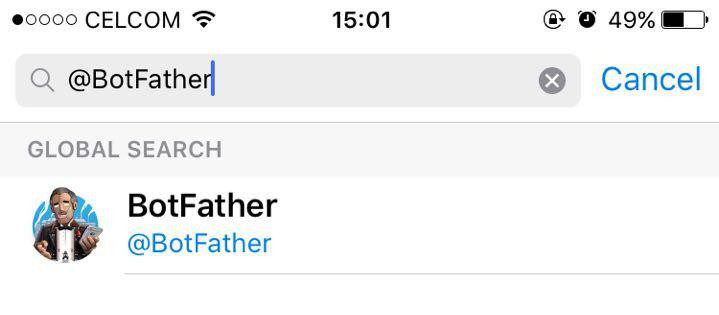 CELCOM 15:01 49%
@BotFather Cancel
GLOBAL SEARCH
BotFather
@BotFather